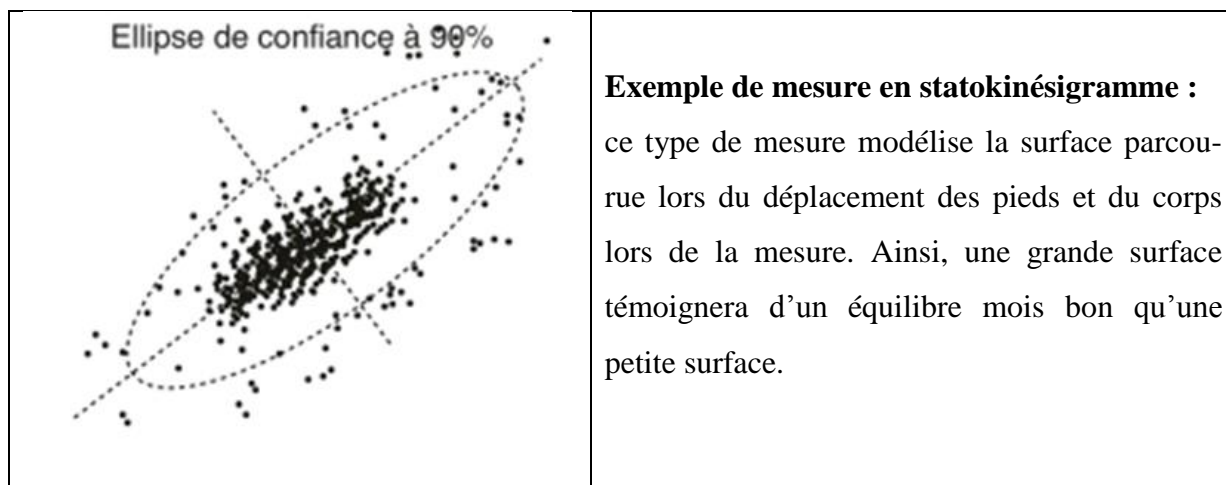 Ellipse de confiance à 90%
Exemple de mesure en statokinésigramme :
ce type de mesure modélise la surface parcou-
rue lors du déplacement des pieds et du corps
lors de la mesure. Ainsi, une grande surface
témoignera d'un équilibre mois bon qu'une
petite surface.